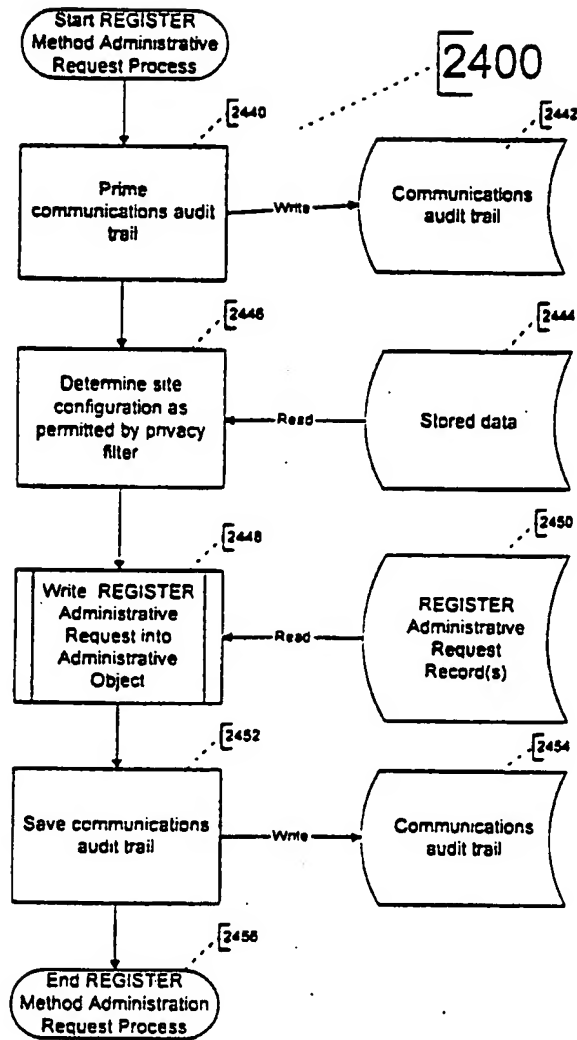 Start REGISTER
Method Administrative
Request Process
2400
2440
2442
Prime
communications audit
trail
Write
Communications
audit trail
2446
2444
Determine site
configuration as
permitted by privacy
filter
Read
Stored data
2448
2450
Write REGISTER
Administrative
Request into
Administrative
Object
Read
REGISTER
Administrative
Request
Record(s)
2452
2454
Save communications
audit trail
Write
Communications
audit trail
2456
End REGISTER
Method Administration
Request Process